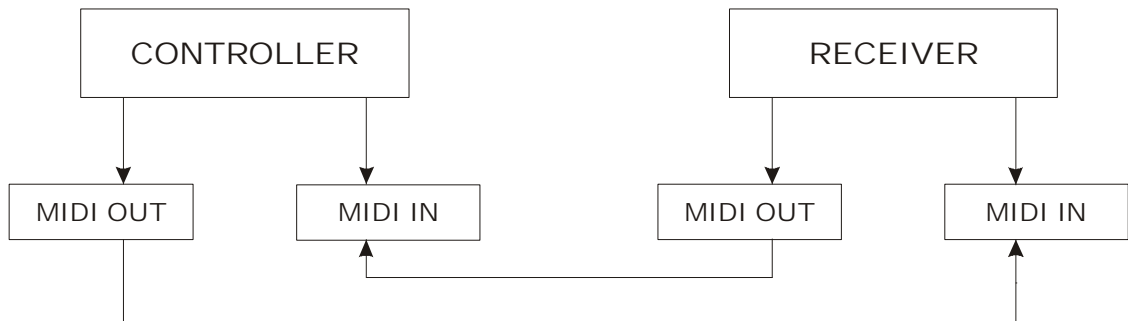 CONTROLLER
RECEIVER
MIDI OUT
MIDI IN
MIDI OUT
MIDI IN